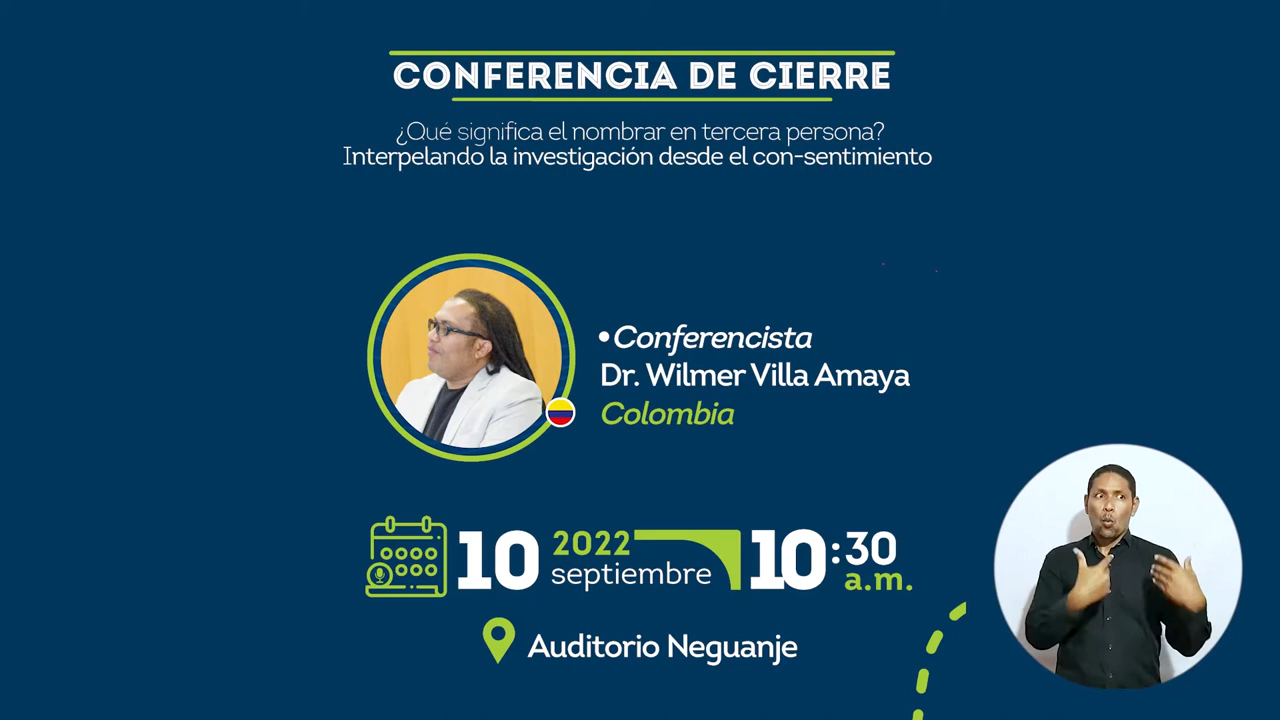 CONFERENCIA DE CIERRE
¿Qué significa el nombrar en tercera persona?
Interpelando la investigación desde el con-sentimiento
•Conferencista
Dr. Wilmer Villa Amaya
Colombia
10 2022 septiembre 10:30 a.m.
Auditorio Neguanje